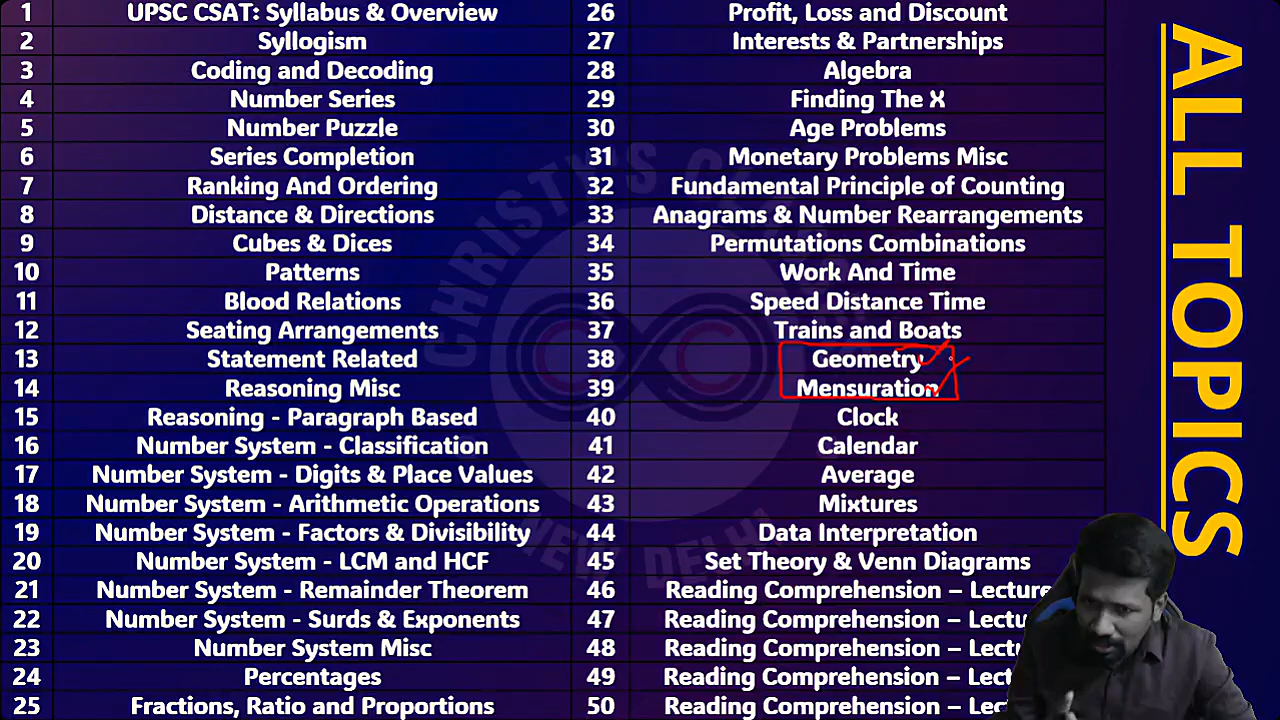 1 UPSC CSAT: Syllabus & Overview
2 Syllogism
3 Coding and Decoding
4 Number Series
5 Number Puzzle
6 Series Completion
7 Ranking And Ordering
8 Distance & Directions
9 Cubes & Dices
10 Patterns
11 Blood Relations
12 Seating Arrangements
13 Statement Related
14 Reasoning Misc
15 Reasoning - Paragraph Based
16 Number System - Classification
17 Number System - Digits & Place Values
18 Number System - Arithmetic Operations
19 Number System - Factors & Divisibility
20 Number System - LCM and HCF
21 Number System - Remainder Theorem
22 Number System - Surds & Exponents
23 Number System Misc
24 Percentages
25 Fractions, Ratio and Proportions
26 Profit, Loss and Discount
27 Interests & Partnerships
28 Algebra
29 Finding The X
30 Age Problems
31 Monetary Problems Misc
32 Fundamental Principle of Counting
33 Anagrams & Number Rearrangements
34 Permutations Combinations
35 Work And Time
36 Speed Distance Time
37 Trains and Boats
38 Geometry
39 Mensuration
40 Clock
41 Calendar
42 Average
43 Mixtures
44 Data Interpretation
45 Set Theory & Venn Diagrams
46 Reading Comprehension – Lecture
47 Reading Comprehension – Lectu
48 Reading Comprehension – Lectu
49 Reading Comprehension – Lect
50 Reading Comprehension – Lect
ALL TOPICS
CHRISTY'S
NEW DELHI